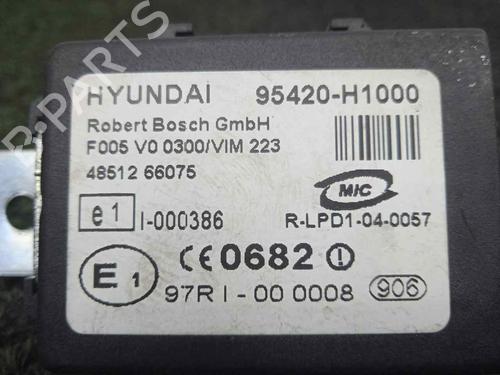 HYUNDAI 95420-H1000
Robert Bosch GmbH
F005 V0 0300/VIM 223
48512 66075
MIC
e1 I-000386 R-LPD1-04-0057
CE0682
E1
97R I-00 0008 906
PARTS